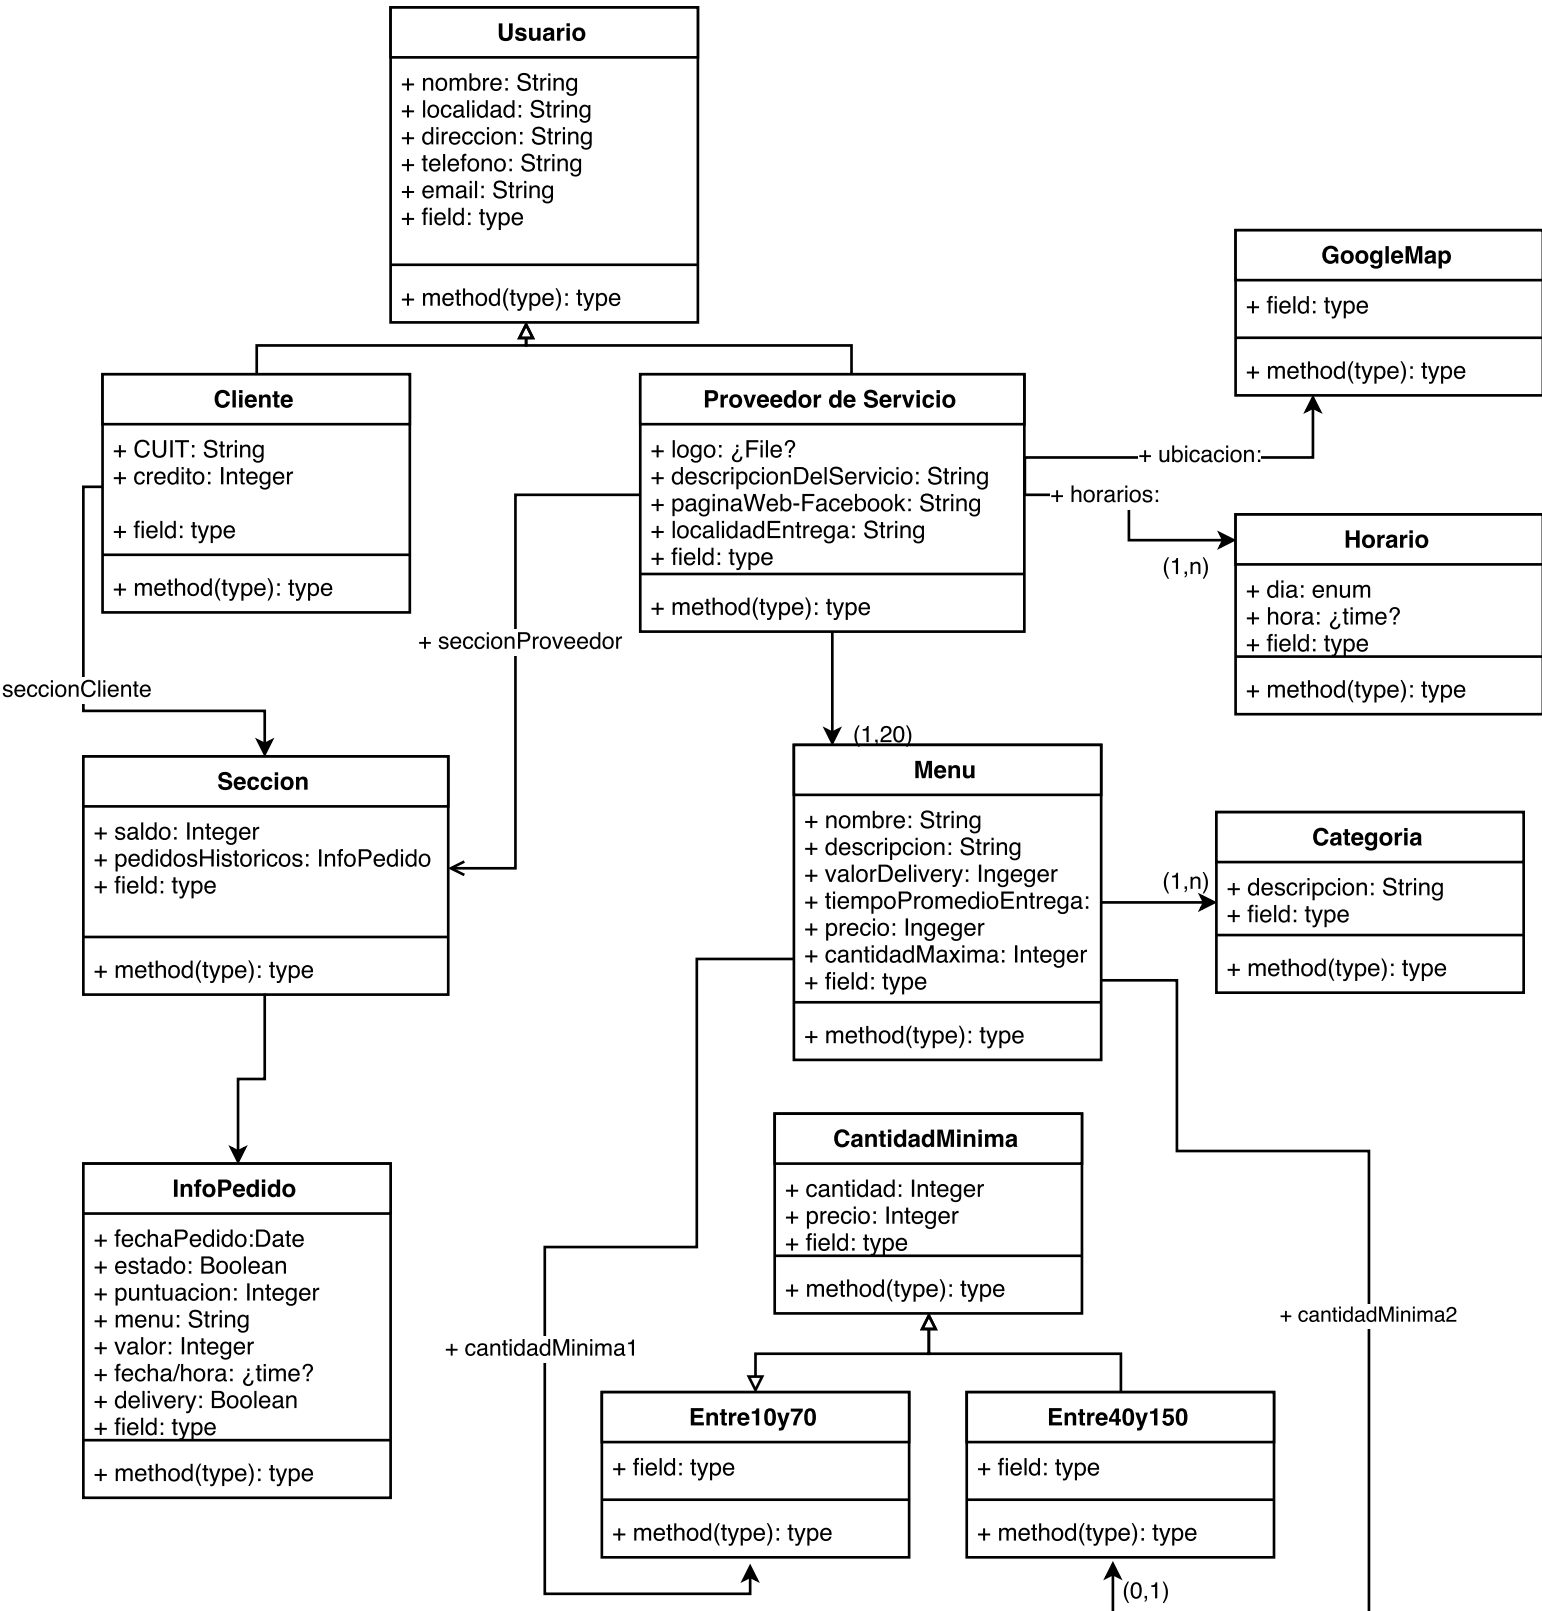 Usuario
+ nombre: String
+ localidad: String
+ direccion: String
+ telefono: String
+ email: String
+ field: type
+ method(type): type
GoogleMap
+ field: type
+ method(type): type
Cliente
+ CUIT: String
+ credito: Integer
+ field: type
+ method(type): type
Proveedor de Servicio
+ logo: ¿File?
+ descripcionDelServicio: String
+ paginaWeb-Facebook: String
+ localidadEntrega: String
+ field: type
+ method(type): type
+ ubicacion:
+ horarios:
(1,n)
Horario
+ dia: enum
+ hora: ¿time?
+ field: type
+ method(type): type
+ seccionProveedor
seccionCliente
(1,20)
Seccion
+ saldo: Integer
+ pedidosHistoricos: InfoPedido
+ field: type
+ method(type): type
Menu
+ nombre: String
+ descripcion: String
+ valorDelivery: Ingeger
+ tiempoPromedioEntrega:
+ precio: Ingeger
+ cantidadMaxima: Integer
+ field: type
+ method(type): type
(1,n)
Categoria
+ descripcion: String
+ field: type
+ method(type): type
CantidadMinima
+ cantidad: Integer
+ precio: Integer
+ field: type
+ method(type): type
InfoPedido
+ fechaPedido:Date
+ estado: Boolean
+ puntuacion: Integer
+ menu: String
+ valor: Integer
+ fecha/hora: ¿time?
+ delivery: Boolean
+ field: type
+ method(type): type
+ cantidadMinima1
+ cantidadMinima2
Entre10y70
+ field: type
+ method(type): type
Entre40y150
+ field: type
+ method(type): type
(0,1)